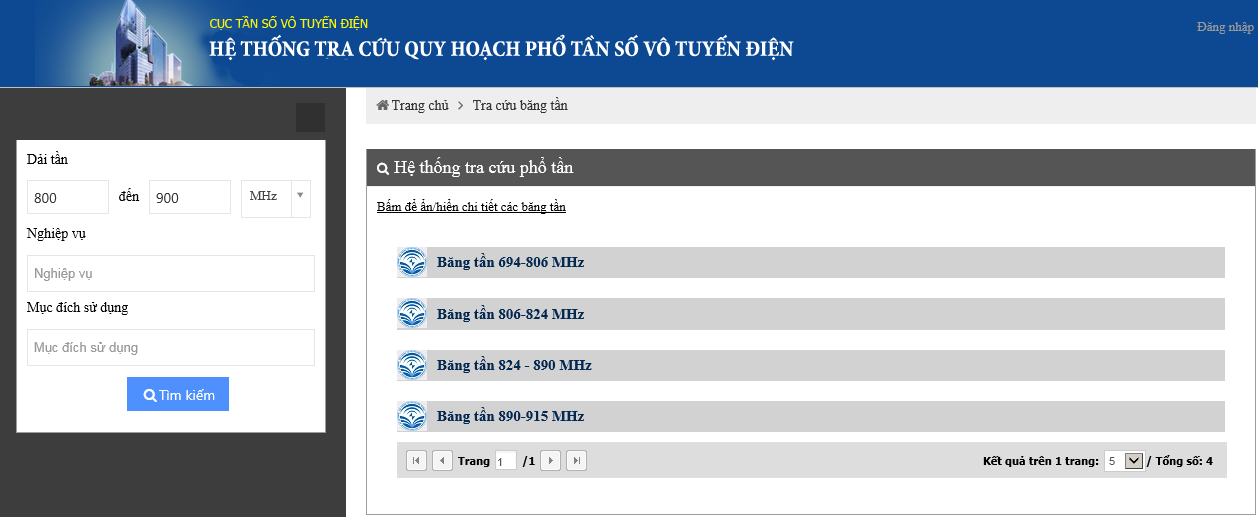 CỤC TẦN SỐ VÔ TUYẾN ĐIỆN
HỆ THỐNG TRA CỨU QUY HOẠCH PHỔ TẦN SỐ VÔ TUYẾN ĐIỆN
Đăng nhập
Trang chủ > Tra cứu băng tần
Dải tần
800 đến 900 MHz
Nghiệp vụ
Nghiệp vụ
Mục đích sử dụng
Mục đích sử dụng
Tìm kiếm
Hệ thống tra cứu phổ tần
Bấm để ẩn/hiển chi tiết các băng tần
Băng tần 694-806 MHz
Băng tần 806-824 MHz
Băng tần 824 - 890 MHz
Băng tần 890-915 MHz
Trang 1 /1
Kết quả trên 1 trang: 5 / Tổng số: 4